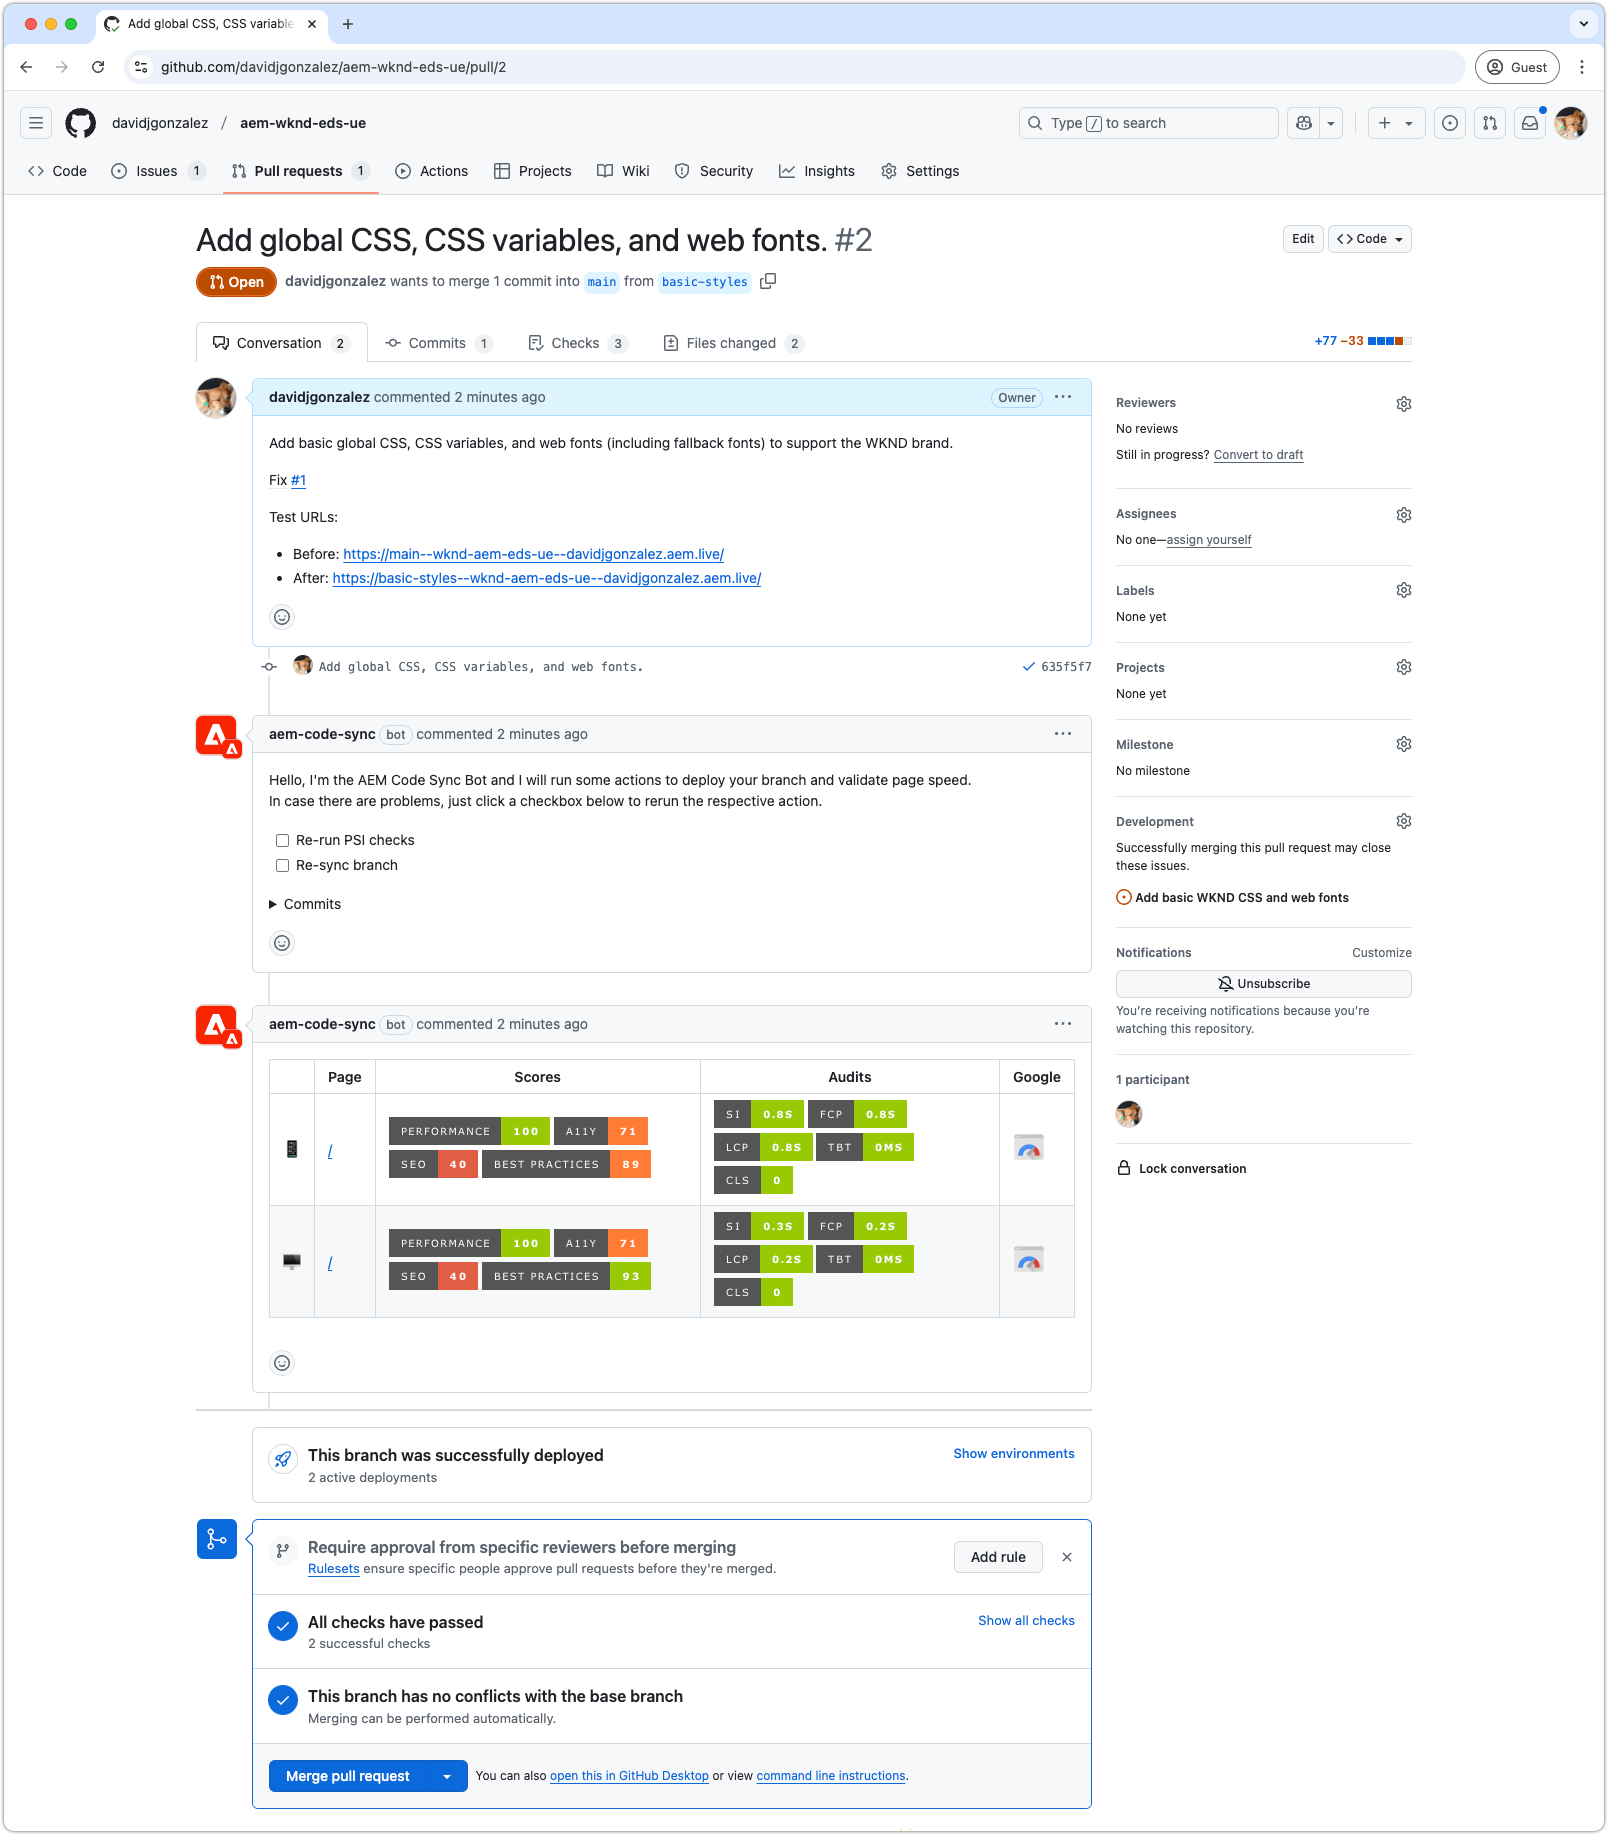 Add global CSS, CSS variable
github.com/davidjgonzalez/aem-wknd-eds-ue/pull/2
Guest
davidjgonzalez / aem-wknd-eds-ue
Type / to search
Code
Issues 1
Pull requests 1
Actions
Projects
Wiki
Security
Insights
Settings
Add global CSS, CSS variables, and web fonts. #2
Edit
<> Code
Open
davidjgonzalez wants to merge 1 commit into main from basic-styles
Conversation 2
Commits 1
Checks 3
Files changed 2
+77 −33
davidjgonzalez commented 2 minutes ago
Owner
Add basic global CSS, CSS variables, and web fonts (including fallback fonts) to support the WKND brand.
Fix #1
Test URLs:
• Before: https://main--wknd-aem-eds-ue--davidjgonzalez.aem.live/
• After: https://basic-styles--wknd-aem-eds-ue--davidjgonzalez.aem.live/
Add global CSS, CSS variables, and web fonts.
635f5f7
aem-code-sync bot commented 2 minutes ago
Hello, I'm the AEM Code Sync Bot and I will run some actions to deploy your branch and validate page speed.
In case there are problems, just click a checkbox below to rerun the respective action.
Re-run PSI checks
Re-sync branch
Commits
aem-code-sync bot commented 2 minutes ago
Page Scores Audits Google
/
PERFORMANCE 100 A11Y 71
SEO 40 BEST PRACTICES 89
SI 0.8S FCP 0.8S
LCP 0.8S TBT 0MS
CLS 0
/
PERFORMANCE 100 A11Y 71
SEO 40 BEST PRACTICES 93
SI 0.3S FCP 0.2S
LCP 0.2S TBT 0MS
CLS 0
This branch was successfully deployed
2 active deployments
Show environments
Require approval from specific reviewers before merging
Rulesets ensure specific people approve pull requests before they're merged.
Add rule
All checks have passed
2 successful checks
Show all checks
This branch has no conflicts with the base branch
Merging can be performed automatically.
Merge pull request
You can also open this in GitHub Desktop or view command line instructions.
Reviewers
No reviews
Still in progress? Convert to draft
Assignees
No one—assign yourself
Labels
None yet
Projects
None yet
Milestone
No milestone
Development
Successfully merging this pull request may close
these issues.
Add basic WKND CSS and web fonts
Notifications
Customize
Unsubscribe
You're receiving notifications because you're
watching this repository.
1 participant
Lock conversation